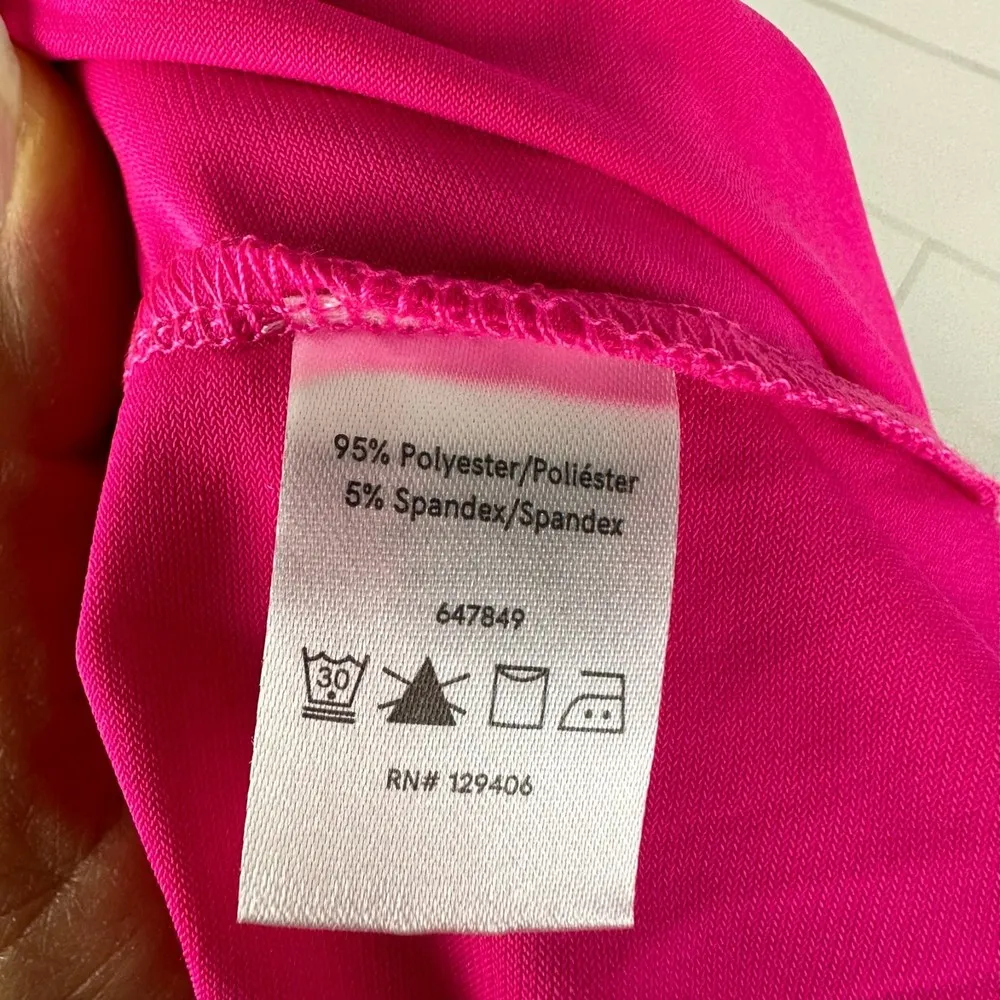 95% Polyester/Poliéster
5% Spandex/Spandex
647849
30
RN# 129406